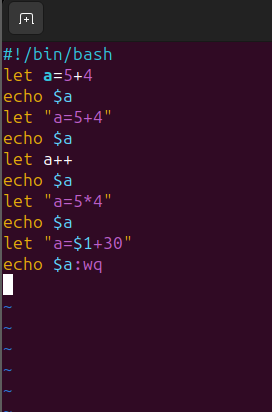 #!/bin/bash
let a=5+4
echo $a
let "a=5+4"
echo $a
let a++
echo $a
let "a=5*4"
echo $a
let "a=$1+30"
echo $a:wq
~
~
~
~
~
~